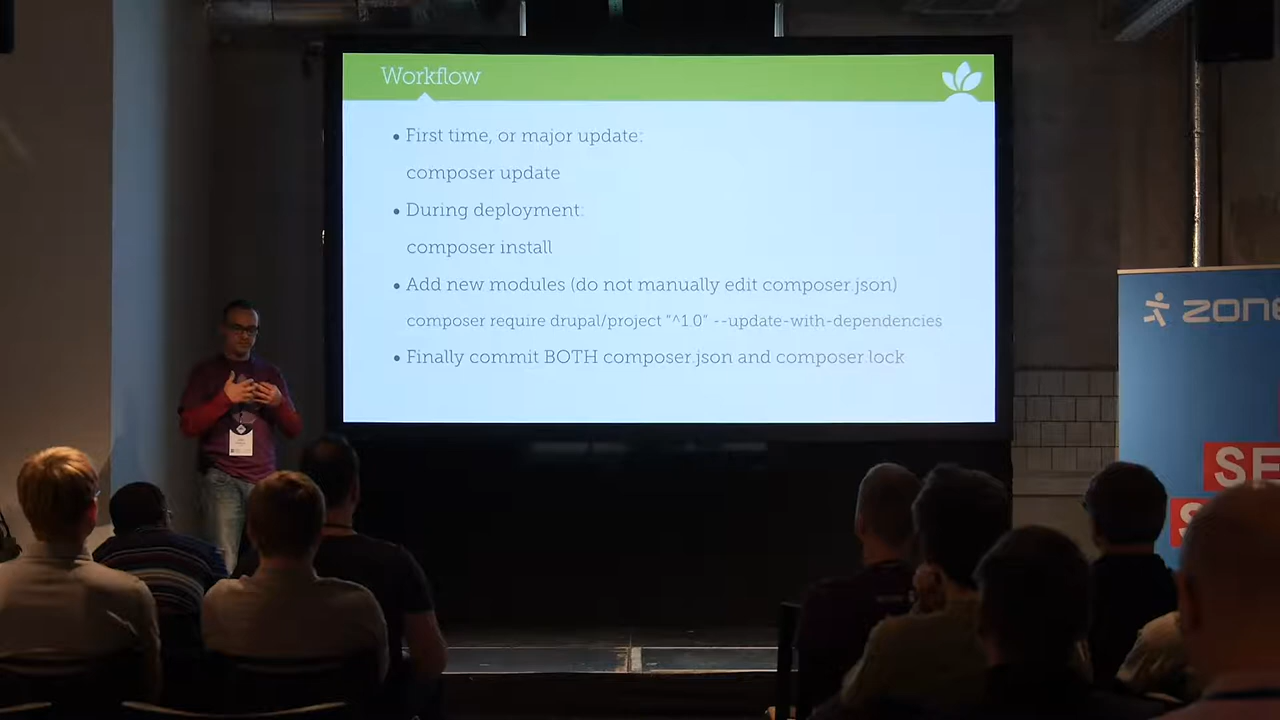 Workflow
• First time, or major update:
composer update
• During deployment:
composer install
• Add new modules (do not manually edit composer.json)
composer require drupal/project "^1.0" --update-with-dependencies
• Finally commit BOTH composer.json and composer.lock
zone
SE
S